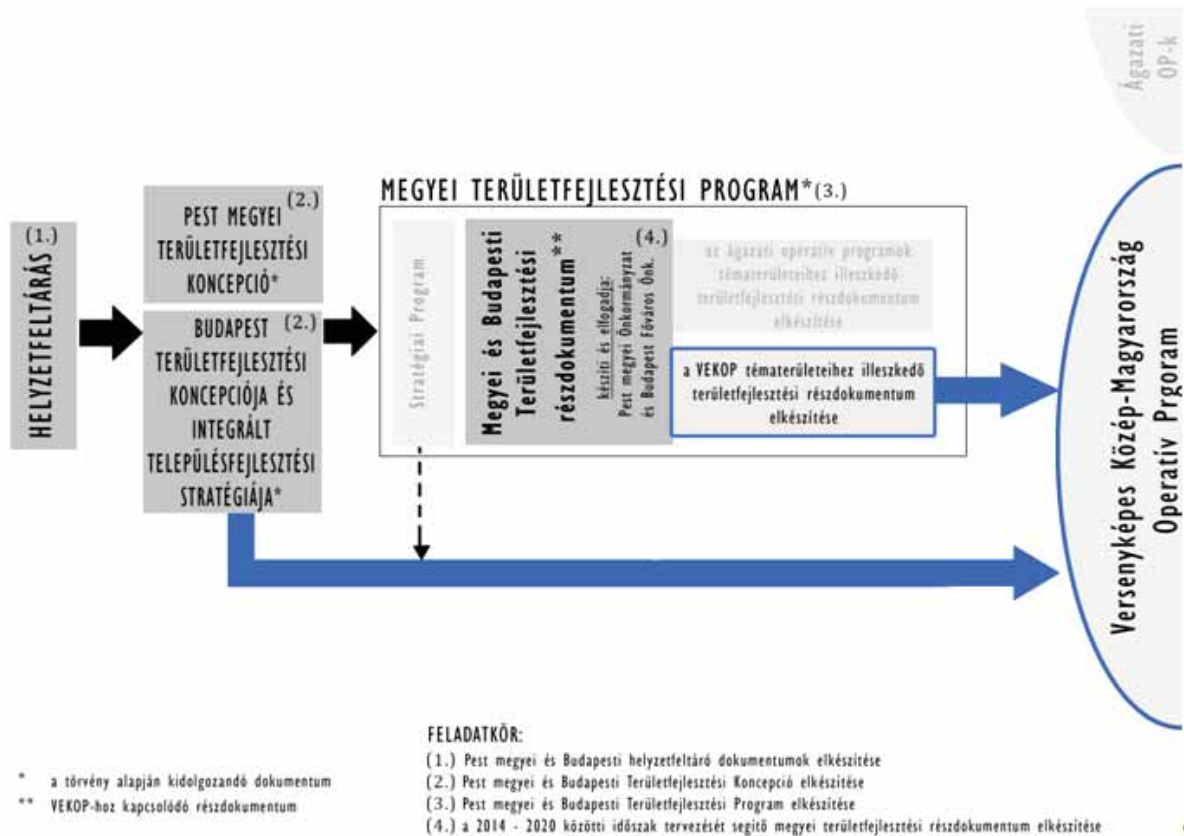 Ágazati
OP-k
MEGYEI TERÜLETFEJLESZTÉSI PROGRAM*(3.)
(1.)
HELYZETFELTÁRÁS
(2.)
PEST MEGYEI
TERÜLETFEJLESZTÉSI
KONCEPCIÓ*
(2.)
BUDAPEST
TERÜLETFEJLESZTÉSI
KONCEPCIÓJA ÉS
INTEGRÁLT
TELEPÜLÉSFEJLESZTÉSI
STRATÉGIÁJA*
Stratégiai Program
(4.)
Megyei és Budapesti
Területfejlesztési
részdokumentum**
készíti és elfogadja:
Pest megyei Önkormányzat
és Budapest Főváros Önk.
az ágazati operatív programok
tématerületeihez illeszkedő
területfejlesztési részdokumentum
elkészítése
a VEKOP tématerületeihez illeszkedő
területfejlesztési részdokumentum
elkészítése
Versenyképes Közép-Magyarország
Operatív Prgoram
FELADATKÖR:
(1.) Pest megyei és Budapesti helyzetfeltáró dokumentumok elkészítése
(2.) Pest megyei és Budapesti Területfejlesztési Koncepció elkészítése
(3.) Pest megyei és Budapesti Területfejlesztési Program elkészítése
(4.) a 2014 - 2020 közötti időszak tervezését segítő megyei területfejlesztési részdokumentum elkészítése
* a törvény alapján kidolgozandó dokumentum
** VEKOP-hoz kapcsolódó részdokumentum